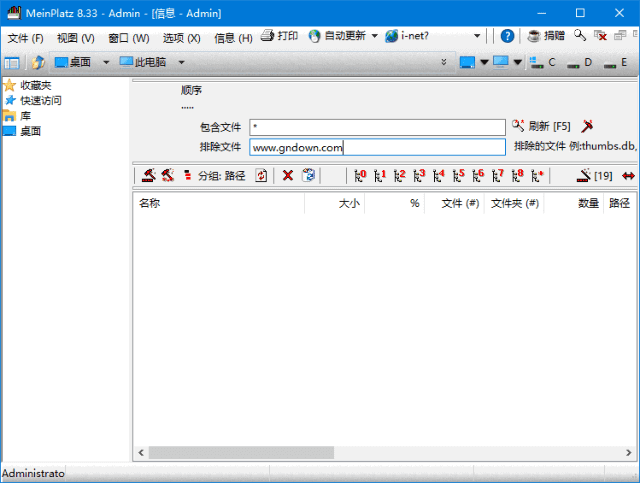 MeinPlatz 8.33 - Admin - [信息 - Admin]
文件 (F) 视图 (V) 窗口 (W) 选项 (X) 信息 (H) 打印 自动更新 i-net? ? 捐赠
桌面 此电脑 C D E
收藏夹
快速访问
库
桌面
顺序
.....
包含文件 * 刷新 [F5]
排除文件 www.gndown.com 排除的文件 例:thumbs.db,
分组: 路径 0 1 2 3 4 5 6 7 8 * [19]
名称 大小 % 文件 (#) 文件夹 (#) 数量 路径
Administrato